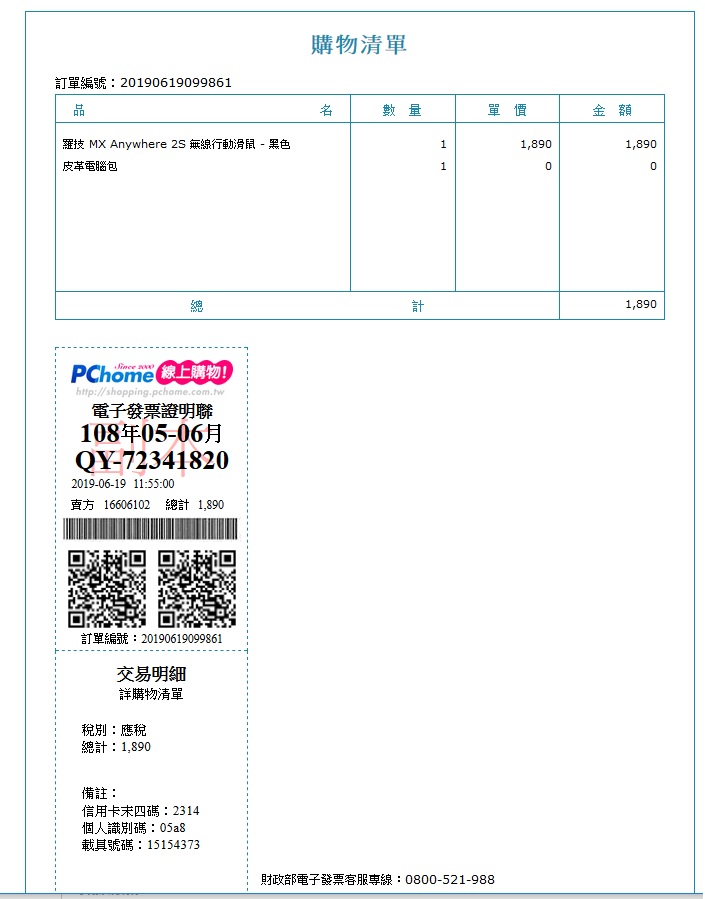 購物清單
訂單編號：20190619099861
品 名 數 量 單 價 金 額
羅技 MX Anywhere 2S 無線行動滑鼠 - 黑色 1 1,890 1,890
皮革電腦包 1 0 0
總 計 1,890
Since 2000
PChome 線上購物!
http://shopping.pchome.com.tw
電子發票證明聯
副本
108年05-06月
QY-72341820
2019-06-19 11:55:00
賣方 16606102 總計 1,890
訂單編號：20190619099861
交易明細
詳購物清單
稅別：應稅
總計：1,890
備註：
信用卡末四碼：2314
個人識別碼：05a8
載具號碼：15154373
財政部電子發票客服專線：0800-521-988